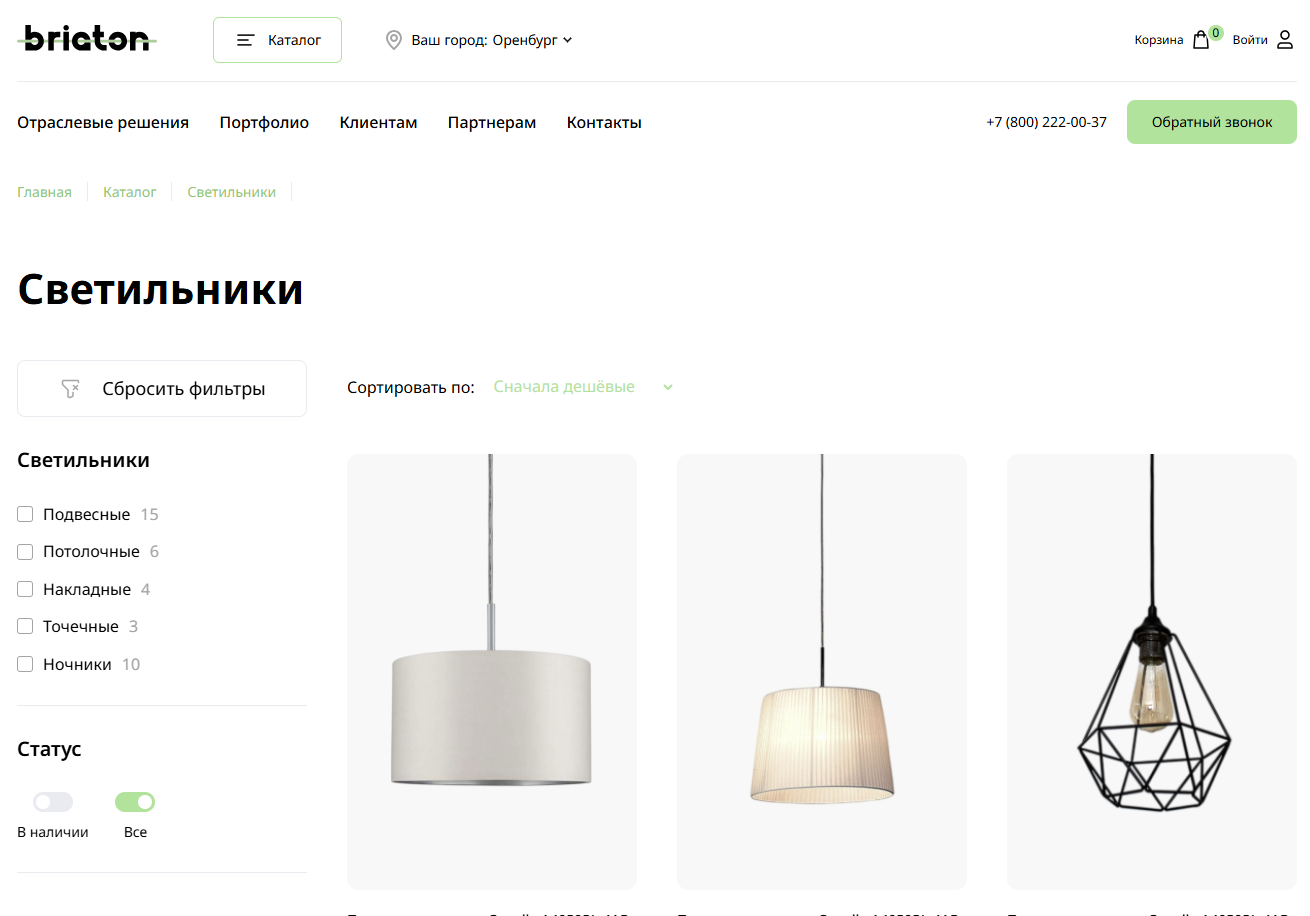 briaton
Каталог
Ваш город: Оренбург
Корзина 0 Войти
Отраслевые решения Портфолио Клиентам Партнерам Контакты
+7 (800) 222-00-37 Обратный звонок
Главная Каталог Светильники
Светильники
Сбросить фильтры
Сортировать по: Сначала дешёвые
Светильники
Подвесные 15
Потолочные 6
Накладные 4
Точечные 3
Ночники 10
Статус
В наличии Все